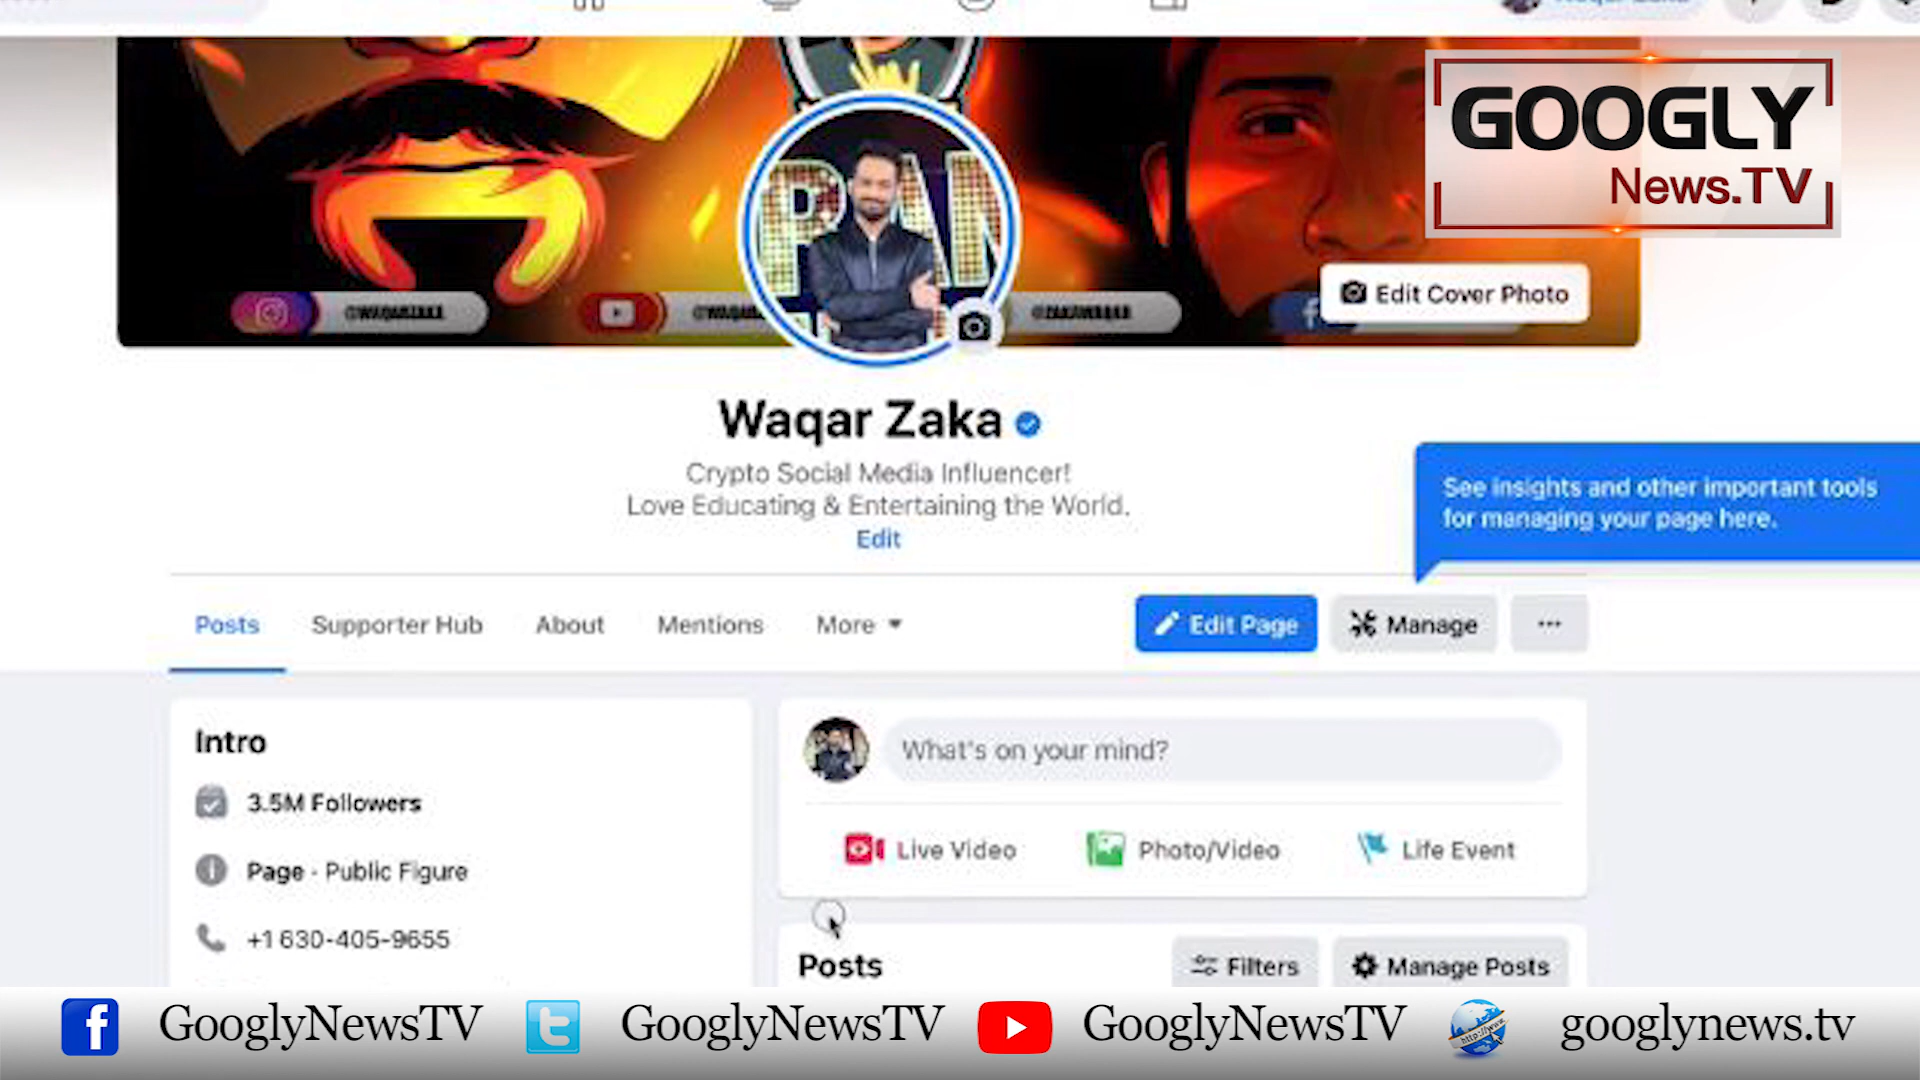 GOOGLY
News.TV
@WAQARZAKA
@ZAKAWAQAR
Edit Cover Photo
Waqar Zaka
Crypto Social Media Influencer!
Love Educating & Entertaining the World.
Edit
See insights and other important tools
for managing your page here.
Posts
Supporter Hub
About
Mentions
More
Edit Page
Manage
...
Intro
3.5M Followers
Page · Public Figure
+1 630-405-9655
What's on your mind?
Live Video
Photo/Video
Life Event
Posts
Filters
Manage Posts
GooglyNewsTV
GooglyNewsTV
GooglyNewsTV
googlynews.tv